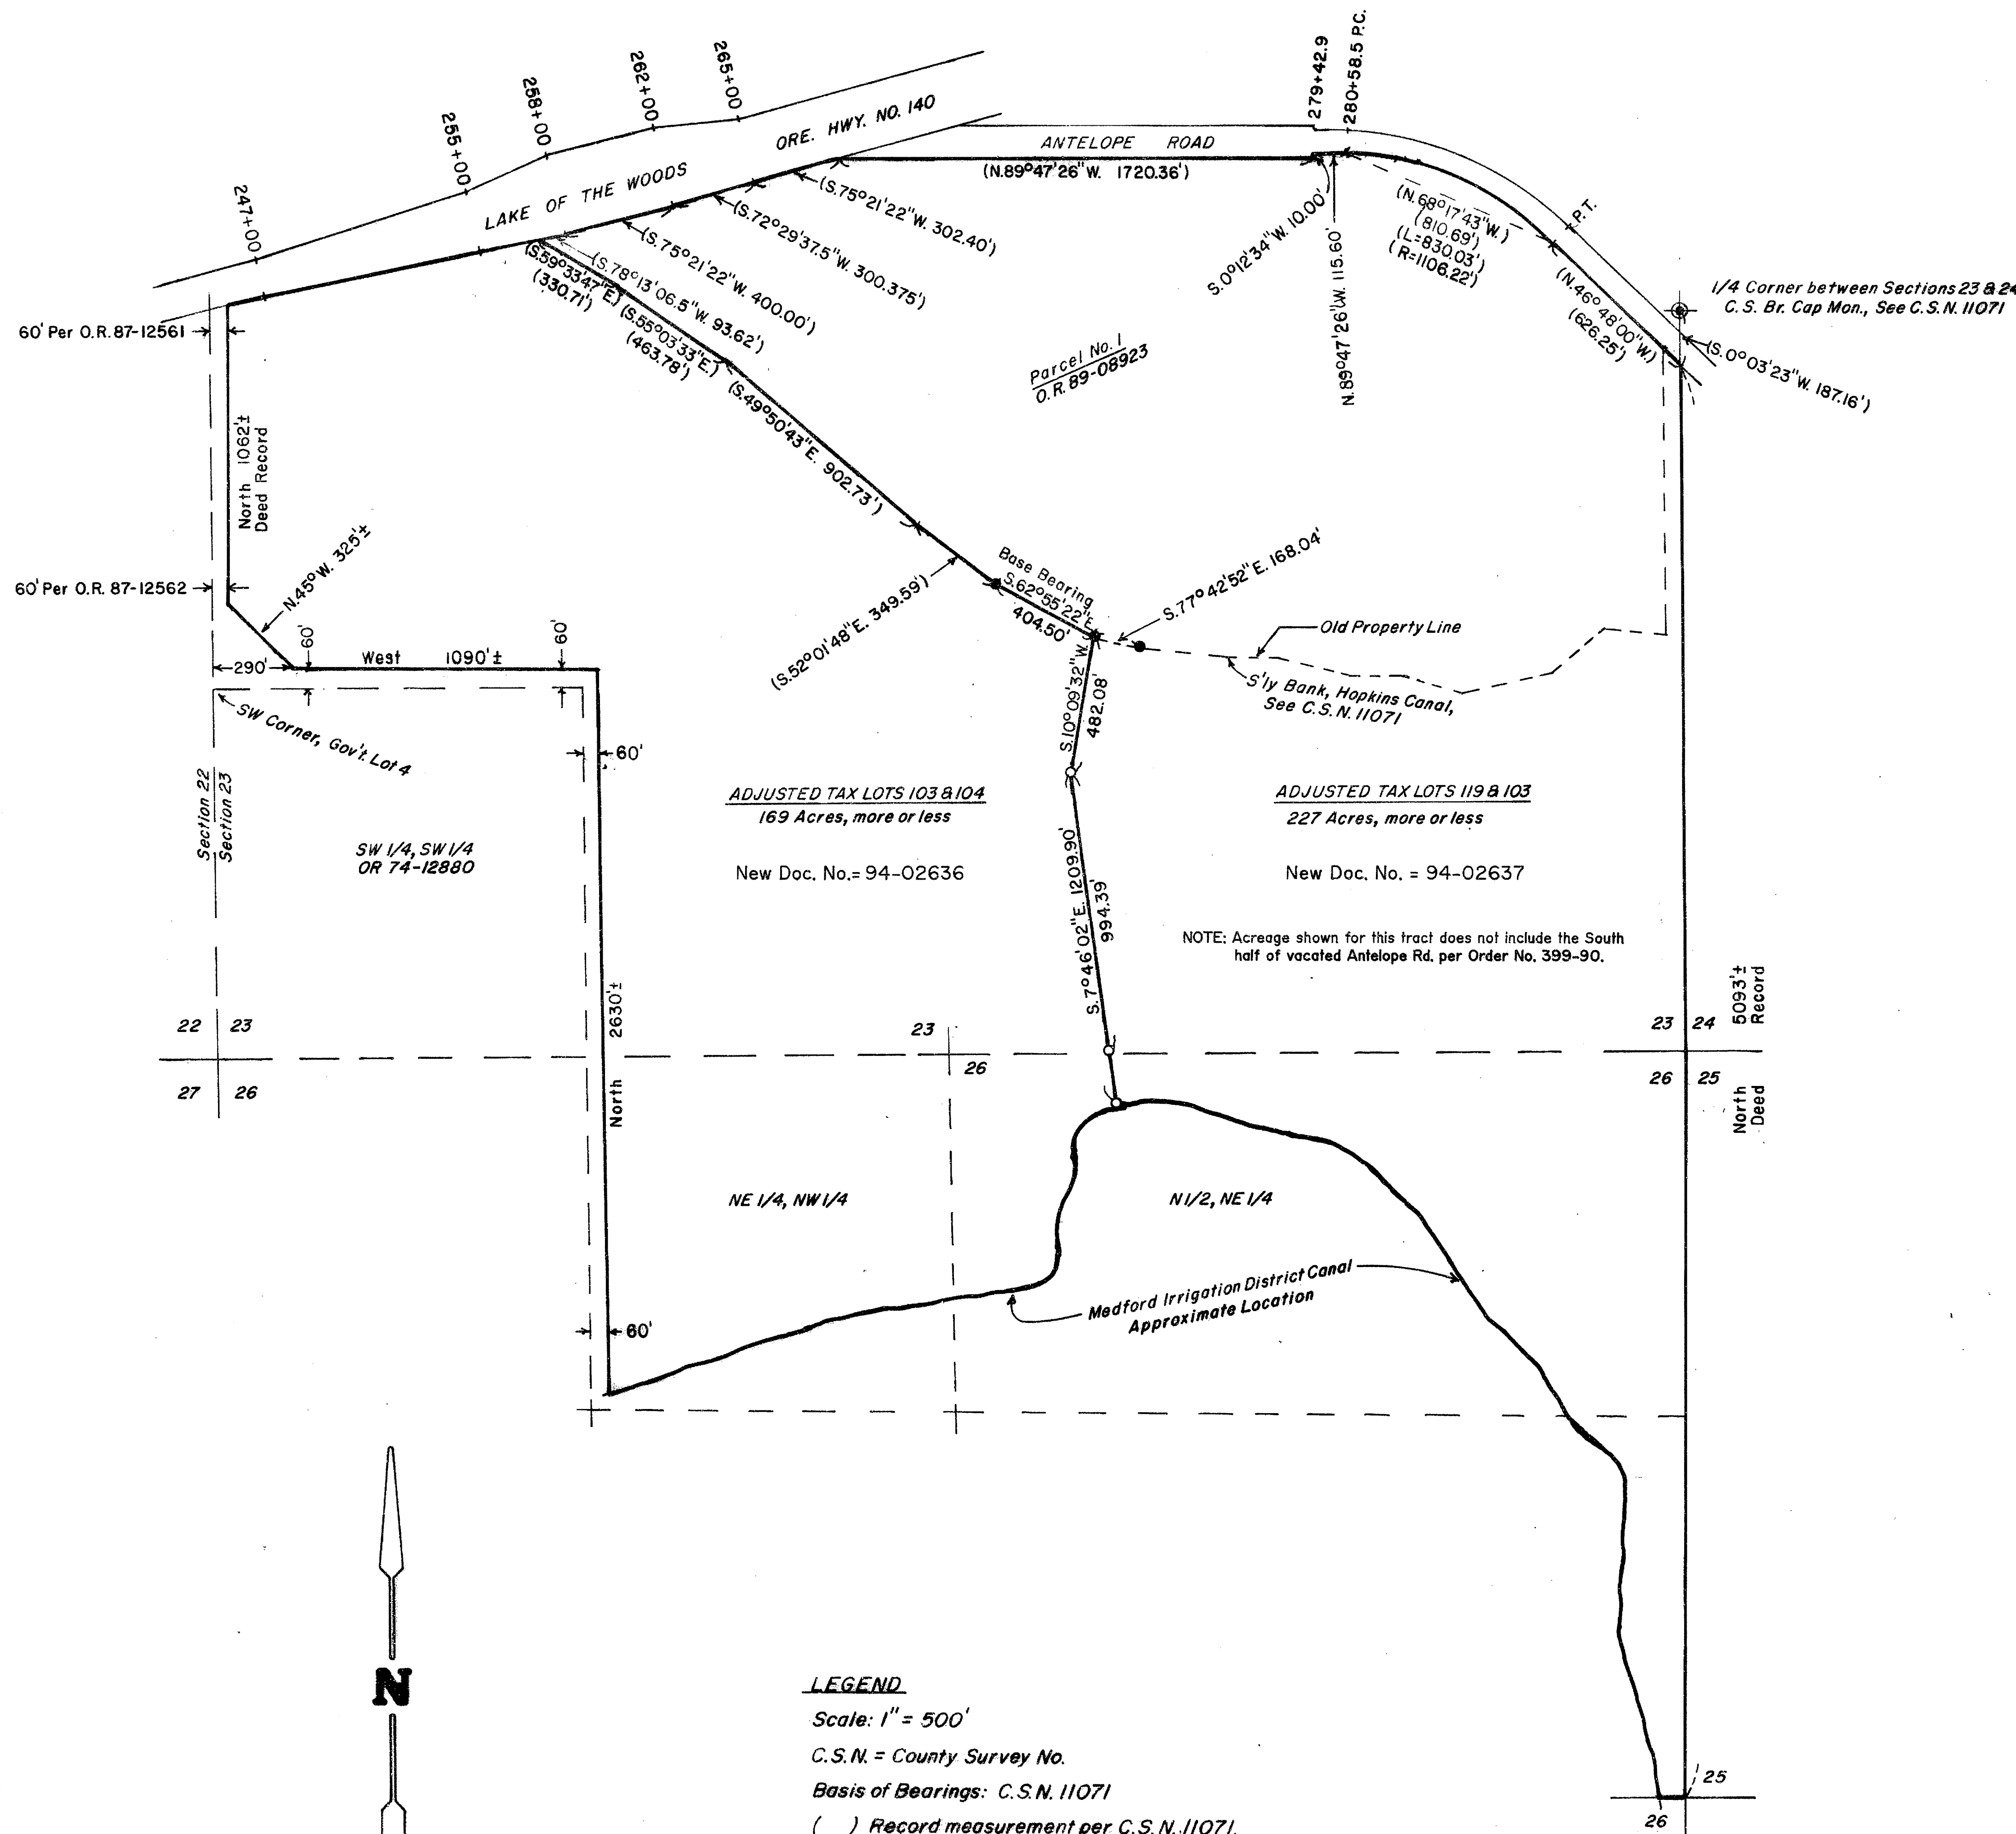 247+00
255+00
258+00
262+00
265+00
279+42.9
280+58.5 P.C.
LAKE OF THE WOODS
ORE. HWY. NO. 140
ANTELOPE ROAD
(N.89°47'26"W. 1720.36')
(S.75°21'22"W. 302.40')
(S.72°29'37.5"W. 300.375')
(S.75°21'22"W. 400.00')
(S.78°13'06.5"W. 93.62')
(S.59°33'47"E.)
(330.71')
(S.55°03'33"E.)
(463.78')
(S.49°50'43"E. 902.73')
S.0°12'34"W. 10.00'
N.89°47'26"W. 115.60'
(N.68°17'43"W.)
(810.69')
(L=830.03')
(R=1106.22')
P.T.
(N.46°48'00"W.)
(626.25')
1/4 Corner between Sections 23 & 24
C.S. Br. Cap Mon., See C.S.N. 11071
(S.0°03'23"W. 187.16')
Parcel No. 1
O.R. 89-08923
60' Per O.R. 87-12561
North 1062'±
Deed Record
60' Per O.R. 87-12562
N.45°W. 325'±
60'
60'
290'
West 1090'±
SW Corner, Gov't. Lot 4
Base Bearing
S.62°55'22"E.
404.50'
S.77°42'52"E. 168.04'
(S.52°01'48"E. 349.59')
Old Property Line
S'ly Bank, Hopkins Canal,
See C.S.N. 11071
S.10°09'32"W.
482.08'
60'
Section 22
Section 23
SW 1/4, SW 1/4
OR 74-12880
ADJUSTED TAX LOTS 103 & 104
169 Acres, more or less
New Doc. No.= 94-02636
ADJUSTED TAX LOTS 119 & 103
227 Acres, more or less
New Doc. No. = 94-02637
NOTE: Acreage shown for this tract does not include the South
half of vacated Antelope Rd. per Order No. 399-90.
S.7°46'02"E. 1209.90'
994.39'
North 2630'±
5093'±
Record
North
Deed
22 23
27 26
23
26
23 24
26 25
NE 1/4, NW 1/4
N 1/2, NE 1/4
Medford Irrigation District Canal
Approximate Location
60'
N
LEGEND
Scale: 1" = 500'
C.S.N. = County Survey No.
Basis of Bearings: C.S.N. 11071
( ) Record measurement per C.S.N. 11071.
25
26